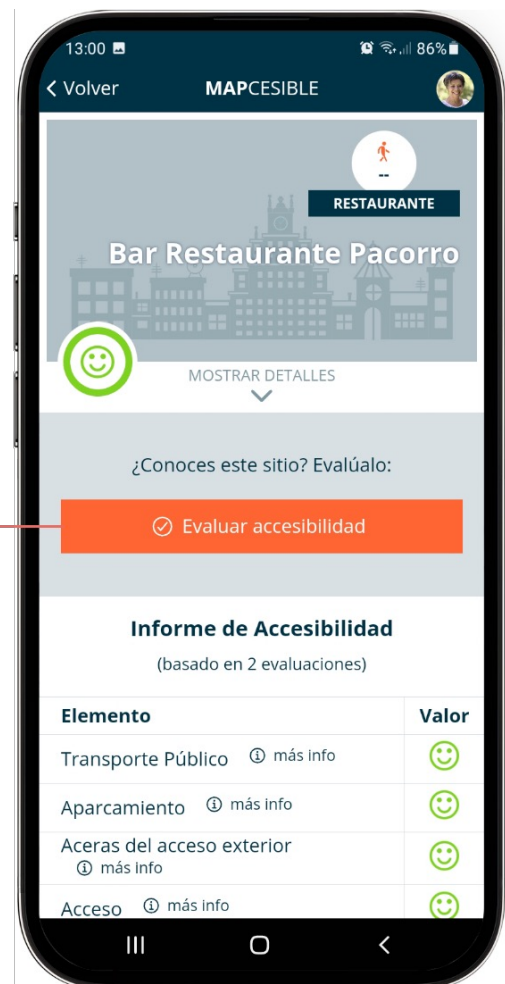 13:00 86%
Volver MAPCESIBLE
--
RESTAURANTE
Bar Restaurante Pacorro
MOSTRAR DETALLES
¿Conoces este sitio? Evalúalo:
Evaluar accesibilidad
Informe de Accesibilidad
(basado en 2 evaluaciones)
Elemento Valor
Transporte Público más info
Aparcamiento más info
Aceras del acceso exterior
más info
Acceso más info